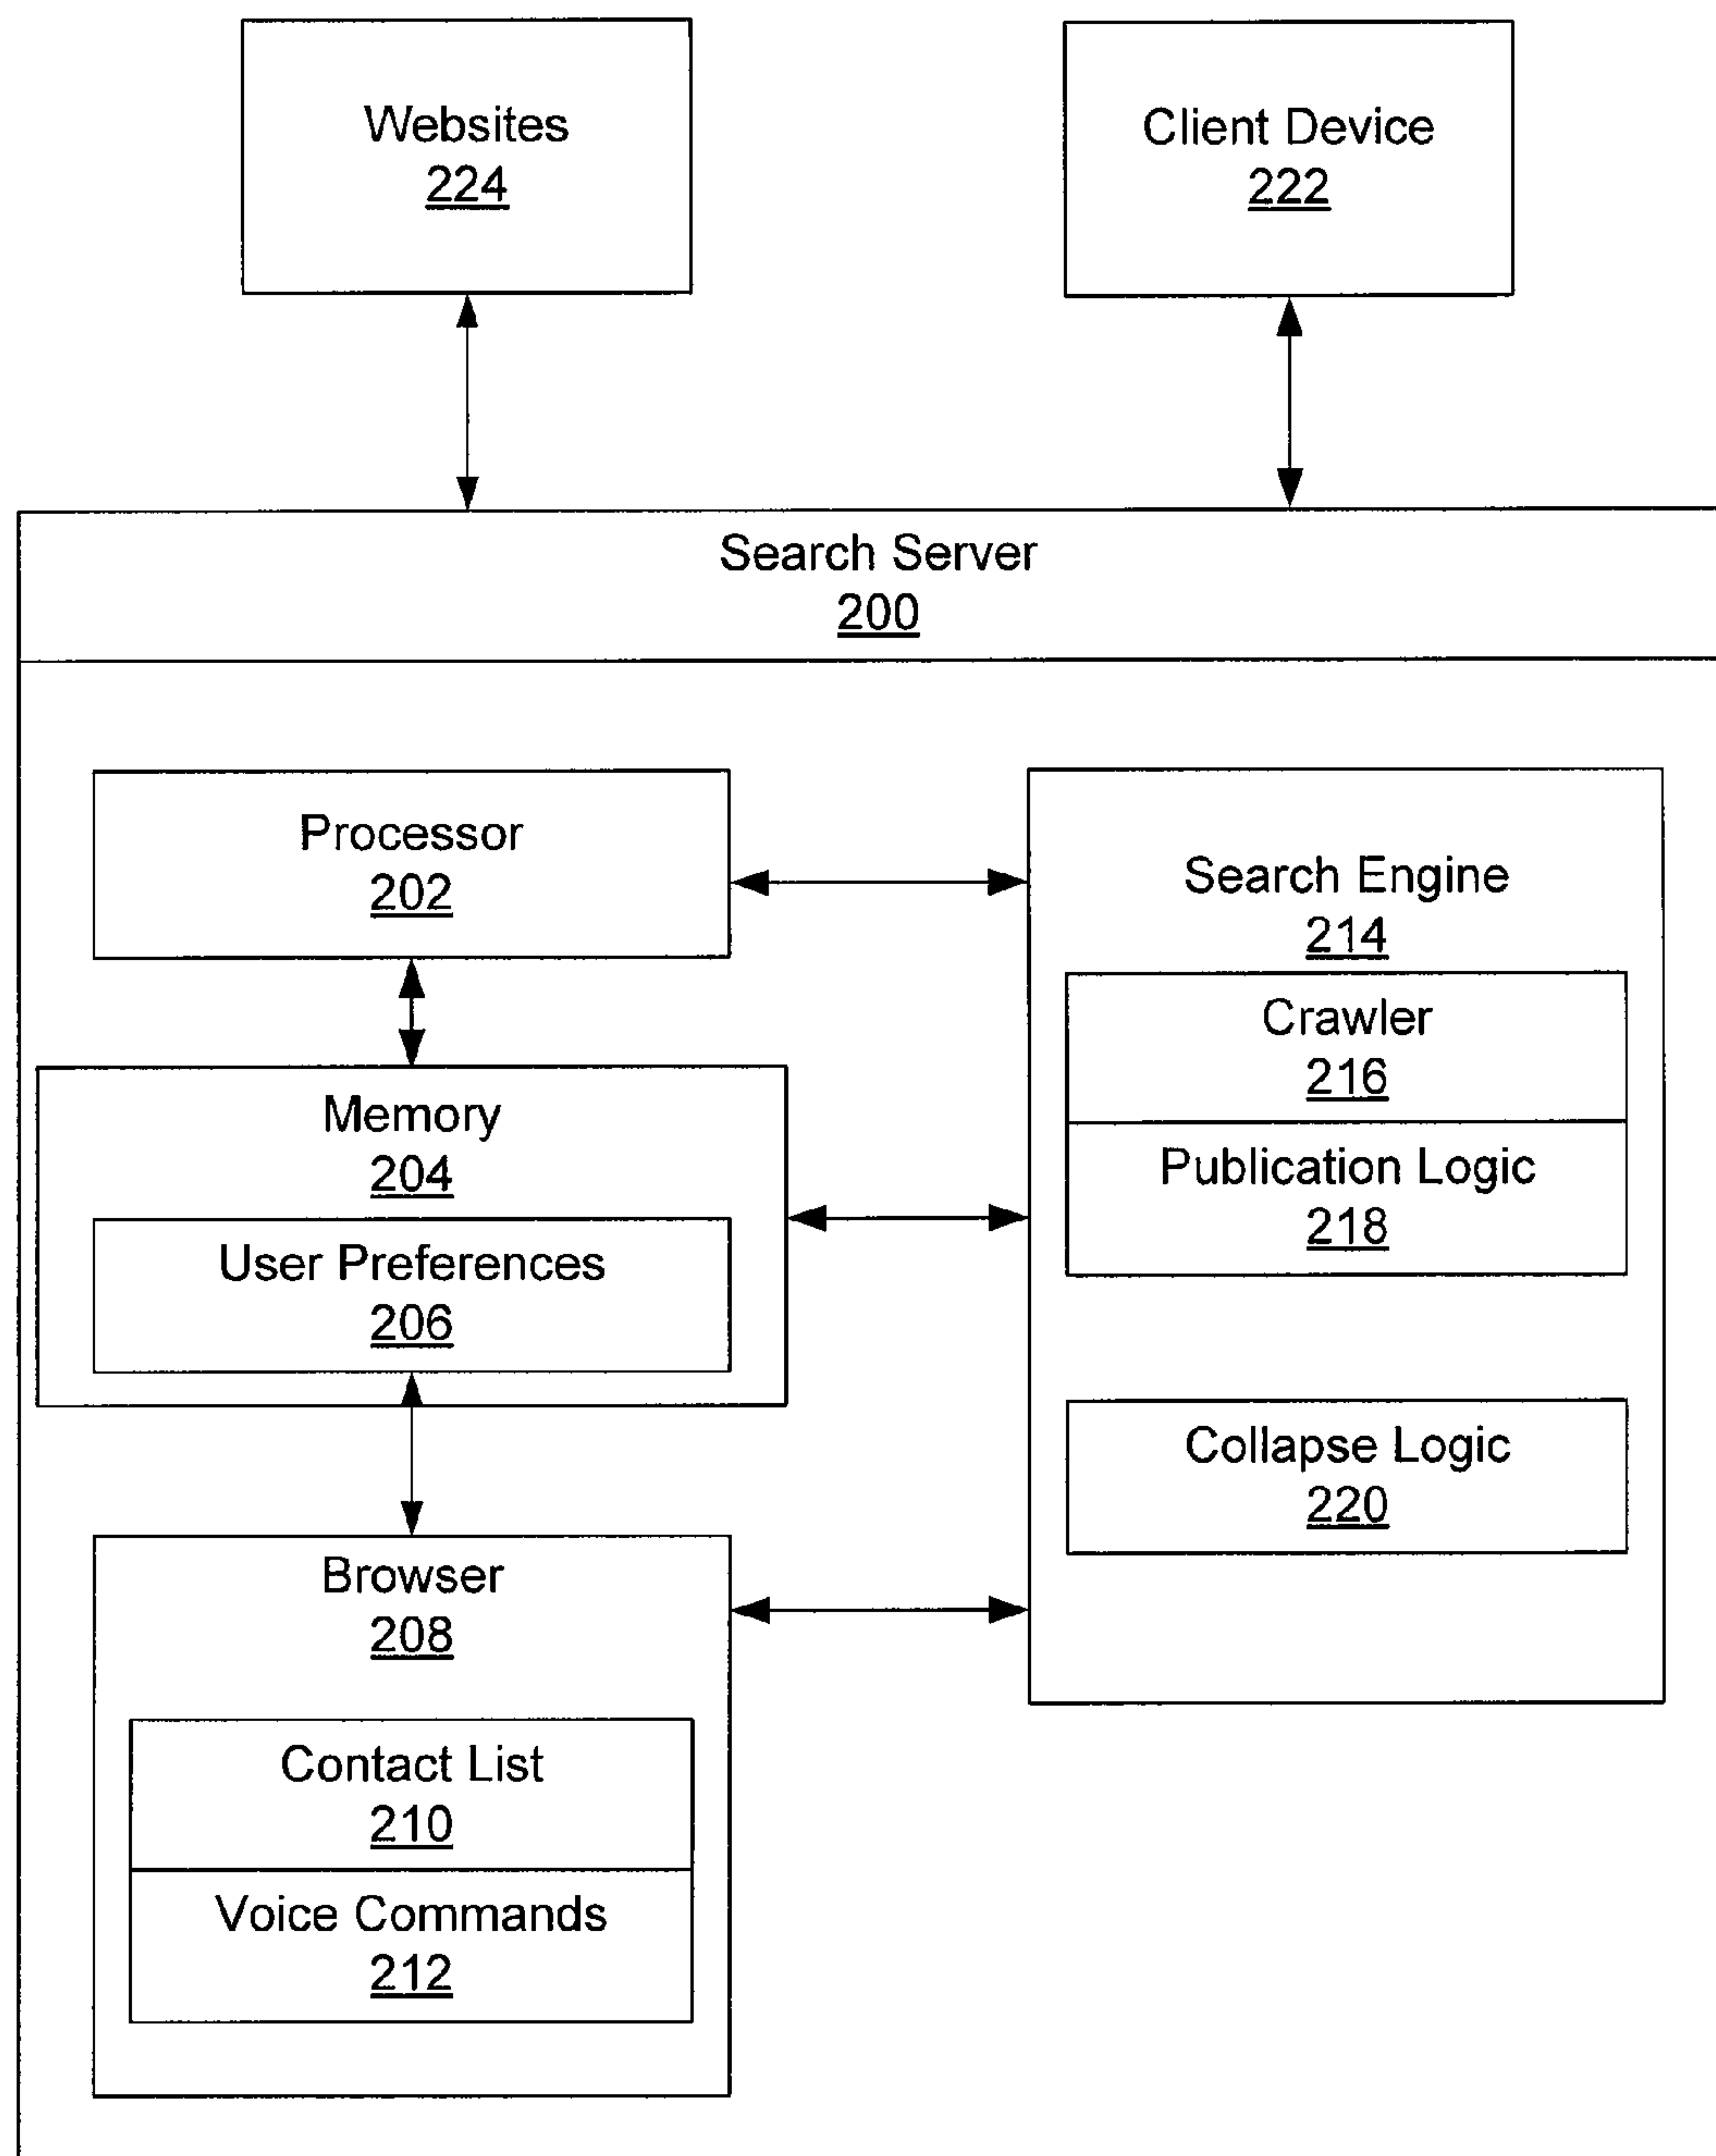 Websites
224
Client Device
222
Search Server
200
Processor
202
Search Engine
214
Crawler
216
Publication Logic
218
Collapse Logic
220
Memory
204
User Preferences
206
Browser
208
Contact List
210
Voice Commands
212